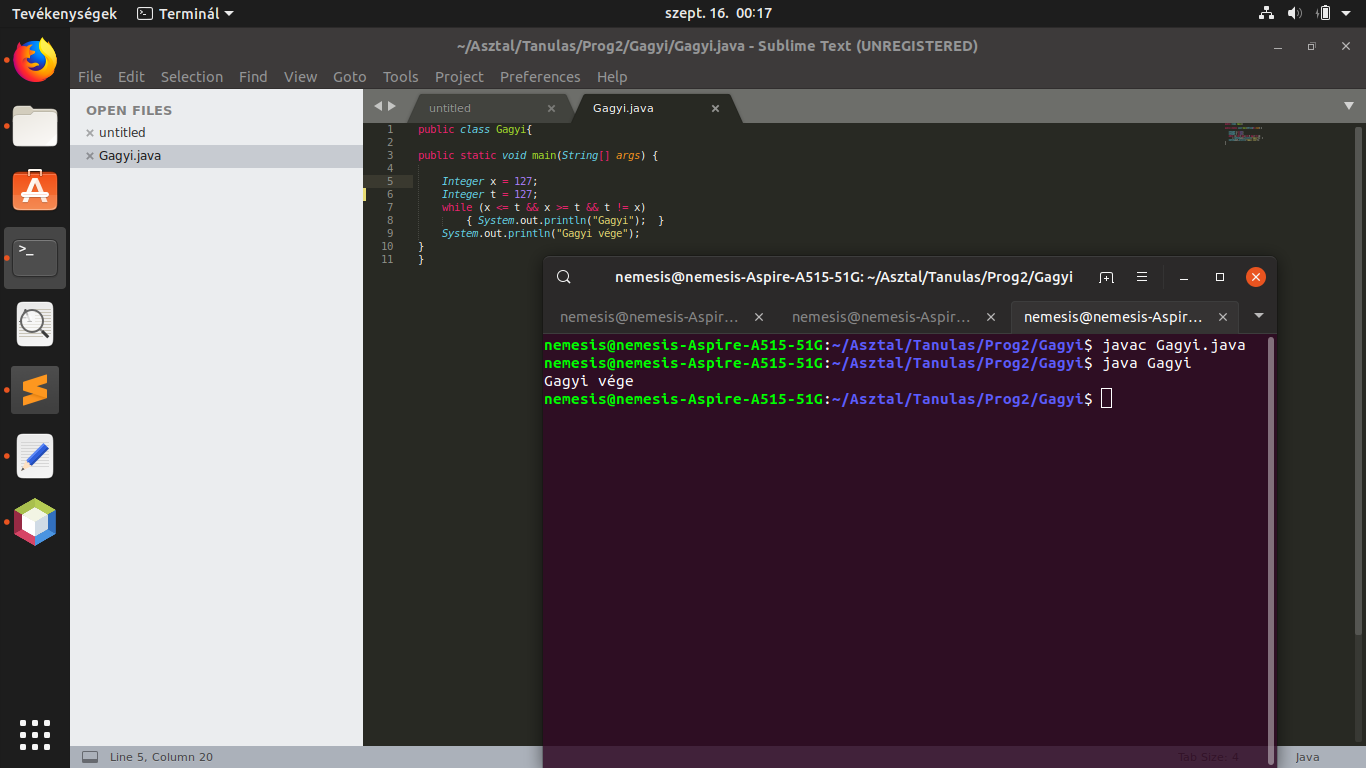 Tevékenységek Terminál szept. 16. 00:17
~/Asztal/Tanulas/Prog2/Gagyi/Gagyi.java - Sublime Text (UNREGISTERED)
File Edit Selection Find View Goto Tools Project Preferences Help
OPEN FILES
untitled
Gagyi.java
untitled Gagyi.java
1 public class Gagyi{
2
3 public static void main(String[] args) {
4
5 Integer x = 127;
6 Integer t = 127;
7 while (x <= t && x >= t && t != x)
8 { System.out.println("Gagyi"); }
9 System.out.println("Gagyi vége");
10 }
11 }
nemesis@nemesis-Aspire-A515-51G: ~/Asztal/Tanulas/Prog2/Gagyi
nemesis@nemesis-Aspir... nemesis@nemesis-Aspir... nemesis@nemesis-Aspir...
nemesis@nemesis-Aspire-A515-51G:~/Asztal/Tanulas/Prog2/Gagyi$ javac Gagyi.java
nemesis@nemesis-Aspire-A515-51G:~/Asztal/Tanulas/Prog2/Gagyi$ java Gagyi
Gagyi vége
nemesis@nemesis-Aspire-A515-51G:~/Asztal/Tanulas/Prog2/Gagyi$
Line 5, Column 20 Tab Size: 4 Java